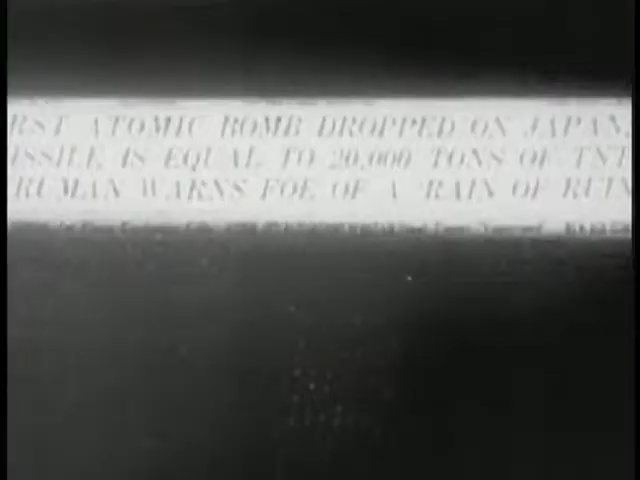 RST ATOMIC BOMB DROPPED ON JAPAN.
ISSILE IS EQUAL TO 20,000 TONS OF TNT
RUMAN WARNS FOE OF A 'RAIN OF RUIN